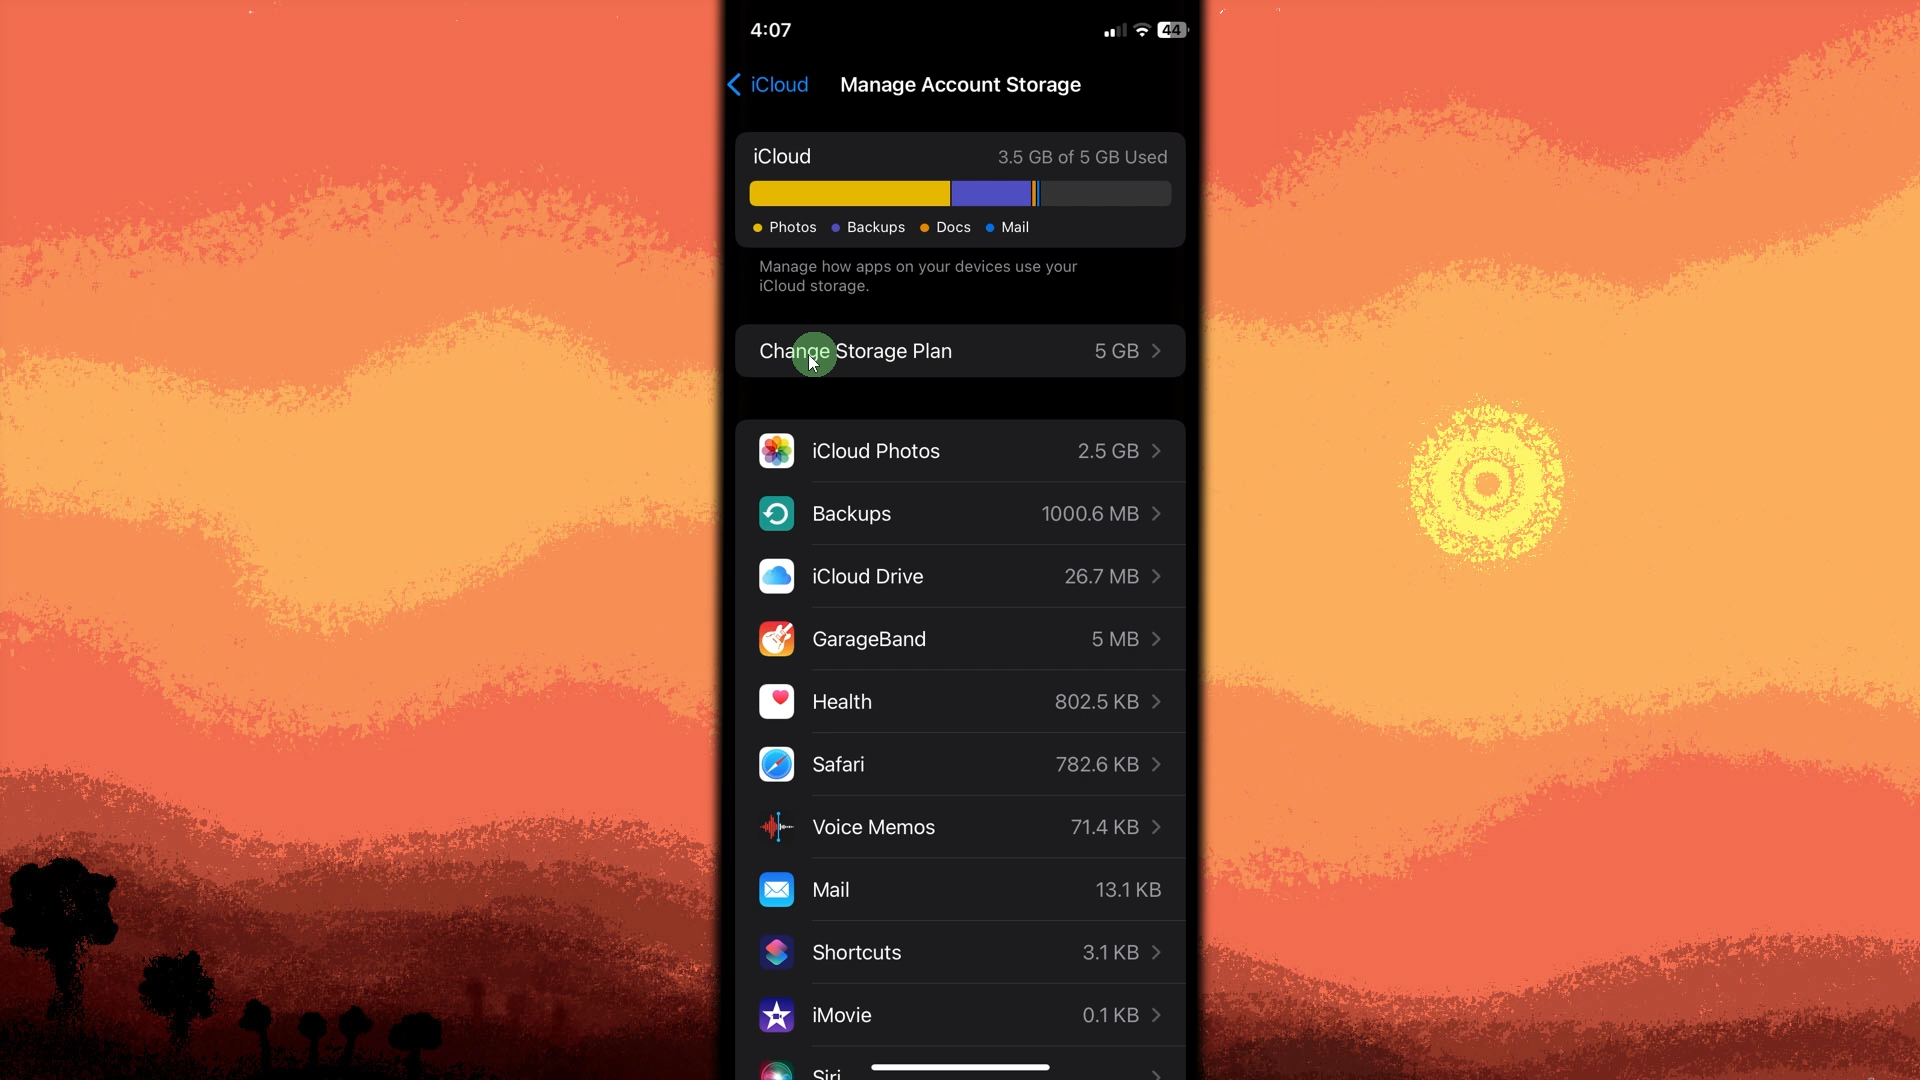 4:07
44
iCloud
Manage Account Storage
iCloud
3.5 GB of 5 GB Used
Photos
Backups
Docs
Mail
Manage how apps on your devices use your
iCloud storage.
Change Storage Plan
5 GB
iCloud Photos
2.5 GB
Backups
1000.6 MB
iCloud Drive
26.7 MB
GarageBand
5 MB
Health
802.5 KB
Safari
782.6 KB
Voice Memos
71.4 KB
Mail
13.1 KB
Shortcuts
3.1 KB
iMovie
0.1 KB
Siri